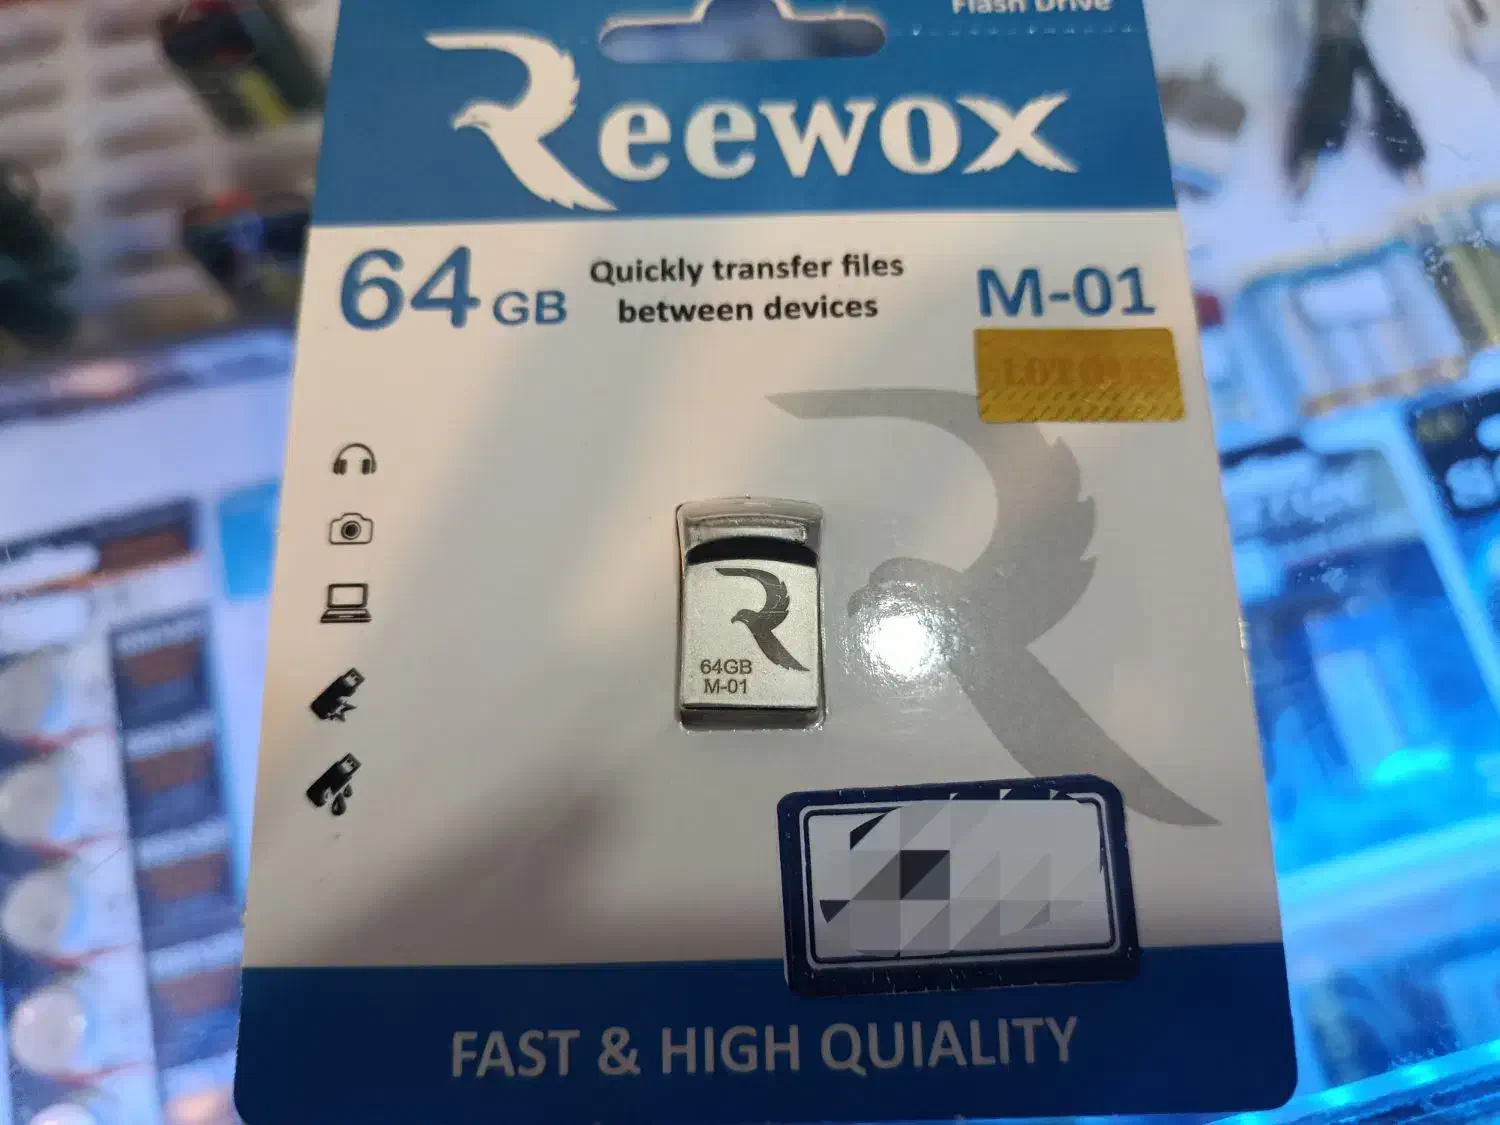 Flash Drive
Reewox
64 GB
Quickly transfer files
between devices
M-01
64GB
M-01
FAST & HIGH QUIALITY